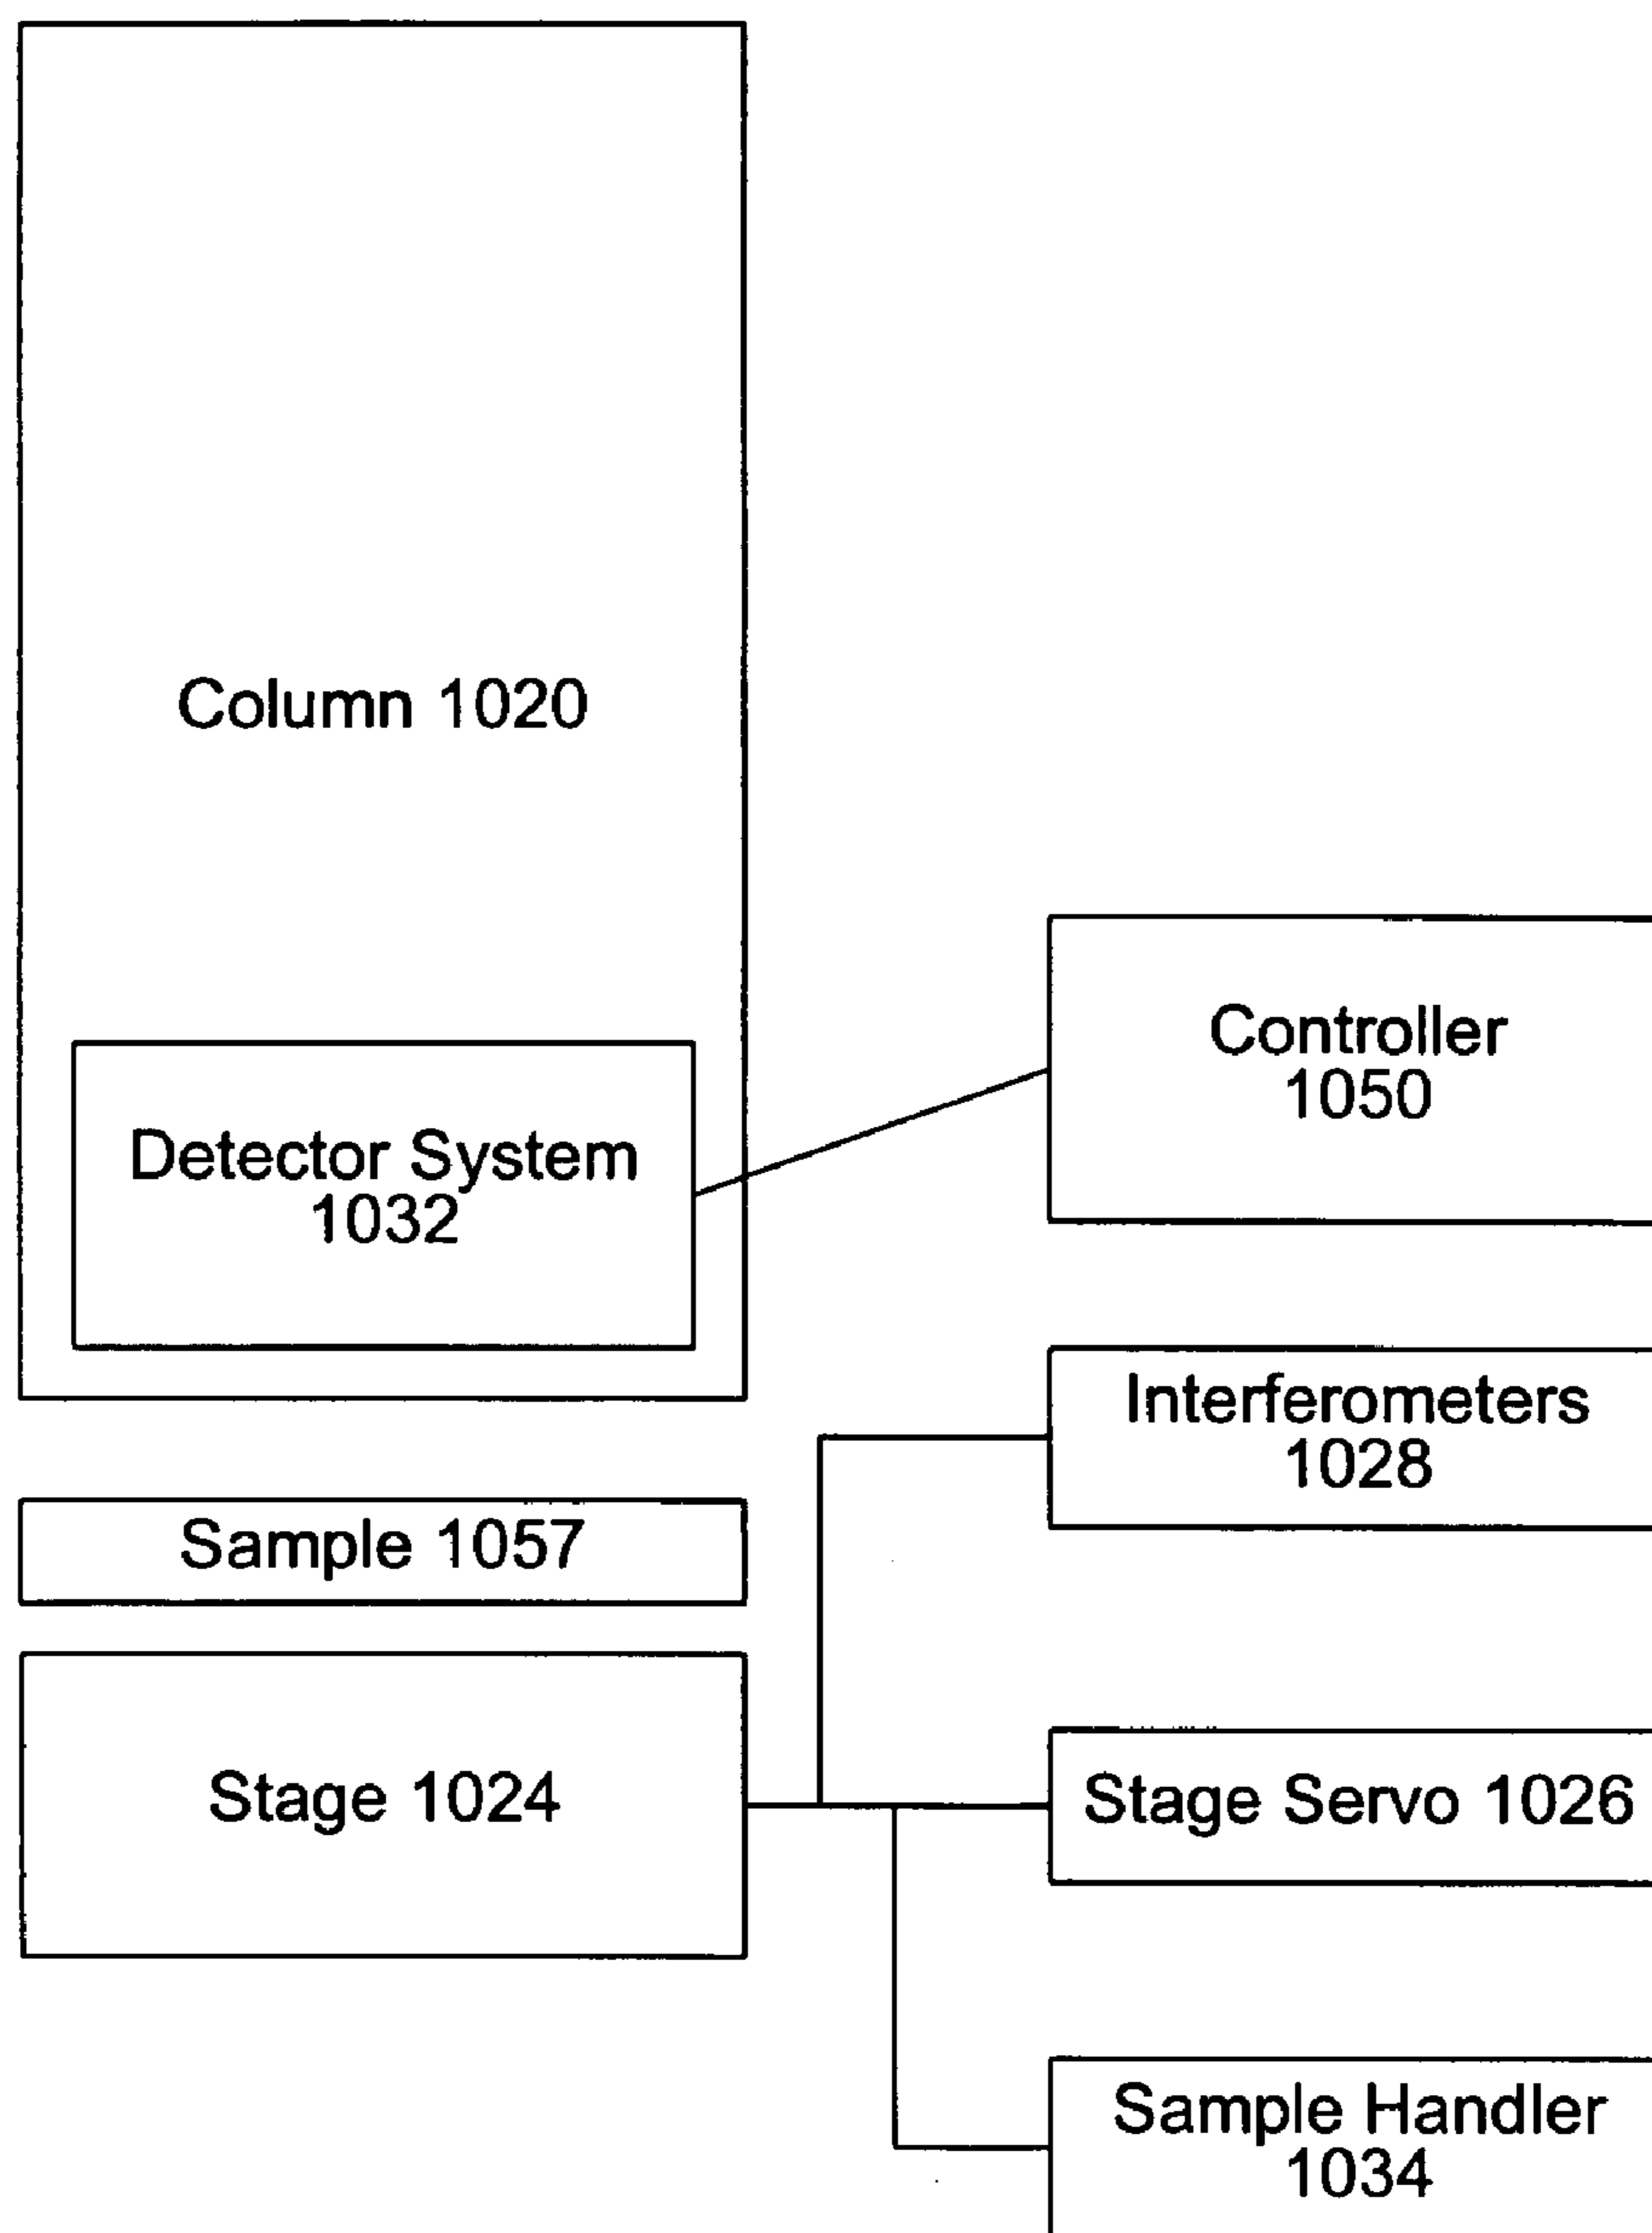 Column 1020
Controller
1050
Detector System
1032
Interferometers
1028
Sample 1057
Stage 1024
Stage Servo 1026
Sample Handler
1034